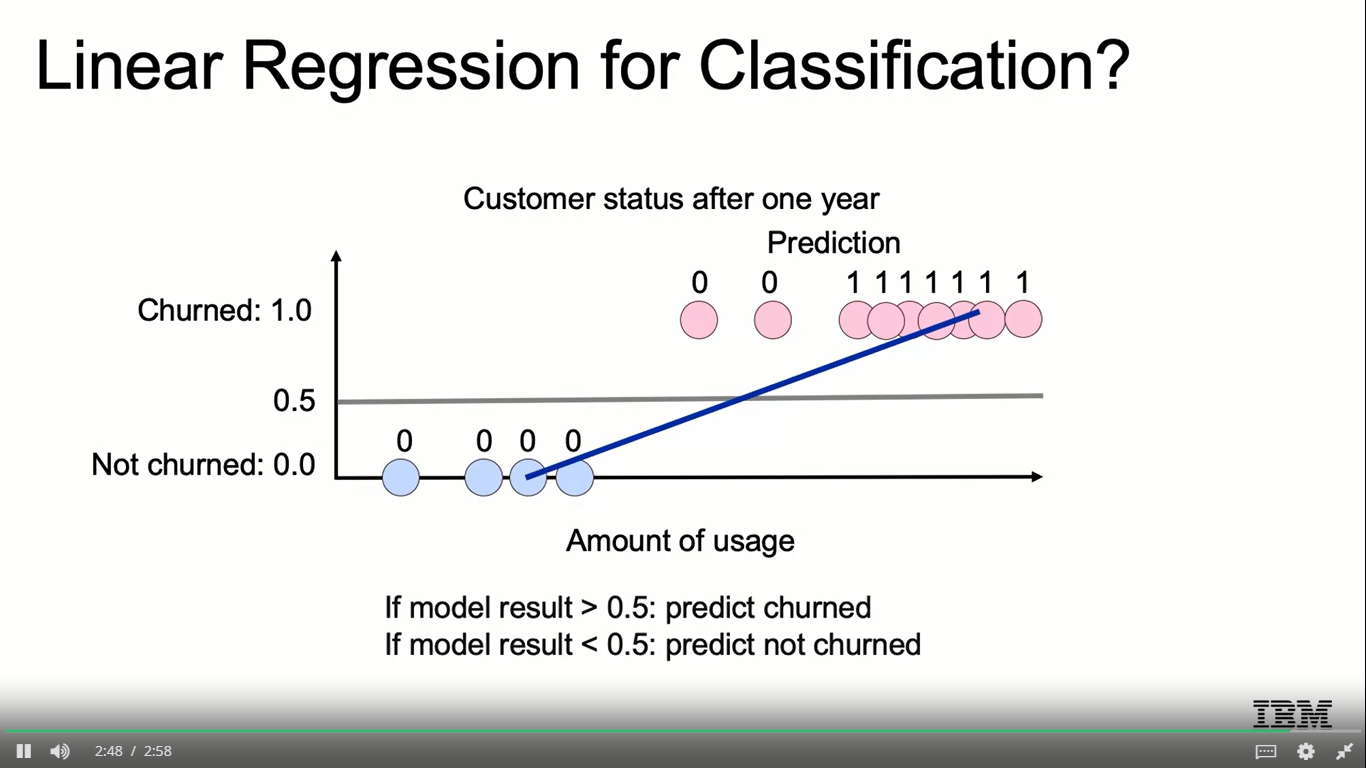 Linear Regression for Classification?
Customer status after one year
Prediction
0 0 1 1 1 1 1 1 1
Churned: 1.0
0.5
0 0 0 0
Not churned: 0.0
Amount of usage
If model result > 0.5: predict churned
If model result < 0.5: predict not churned
IBM
2:48 / 2:58